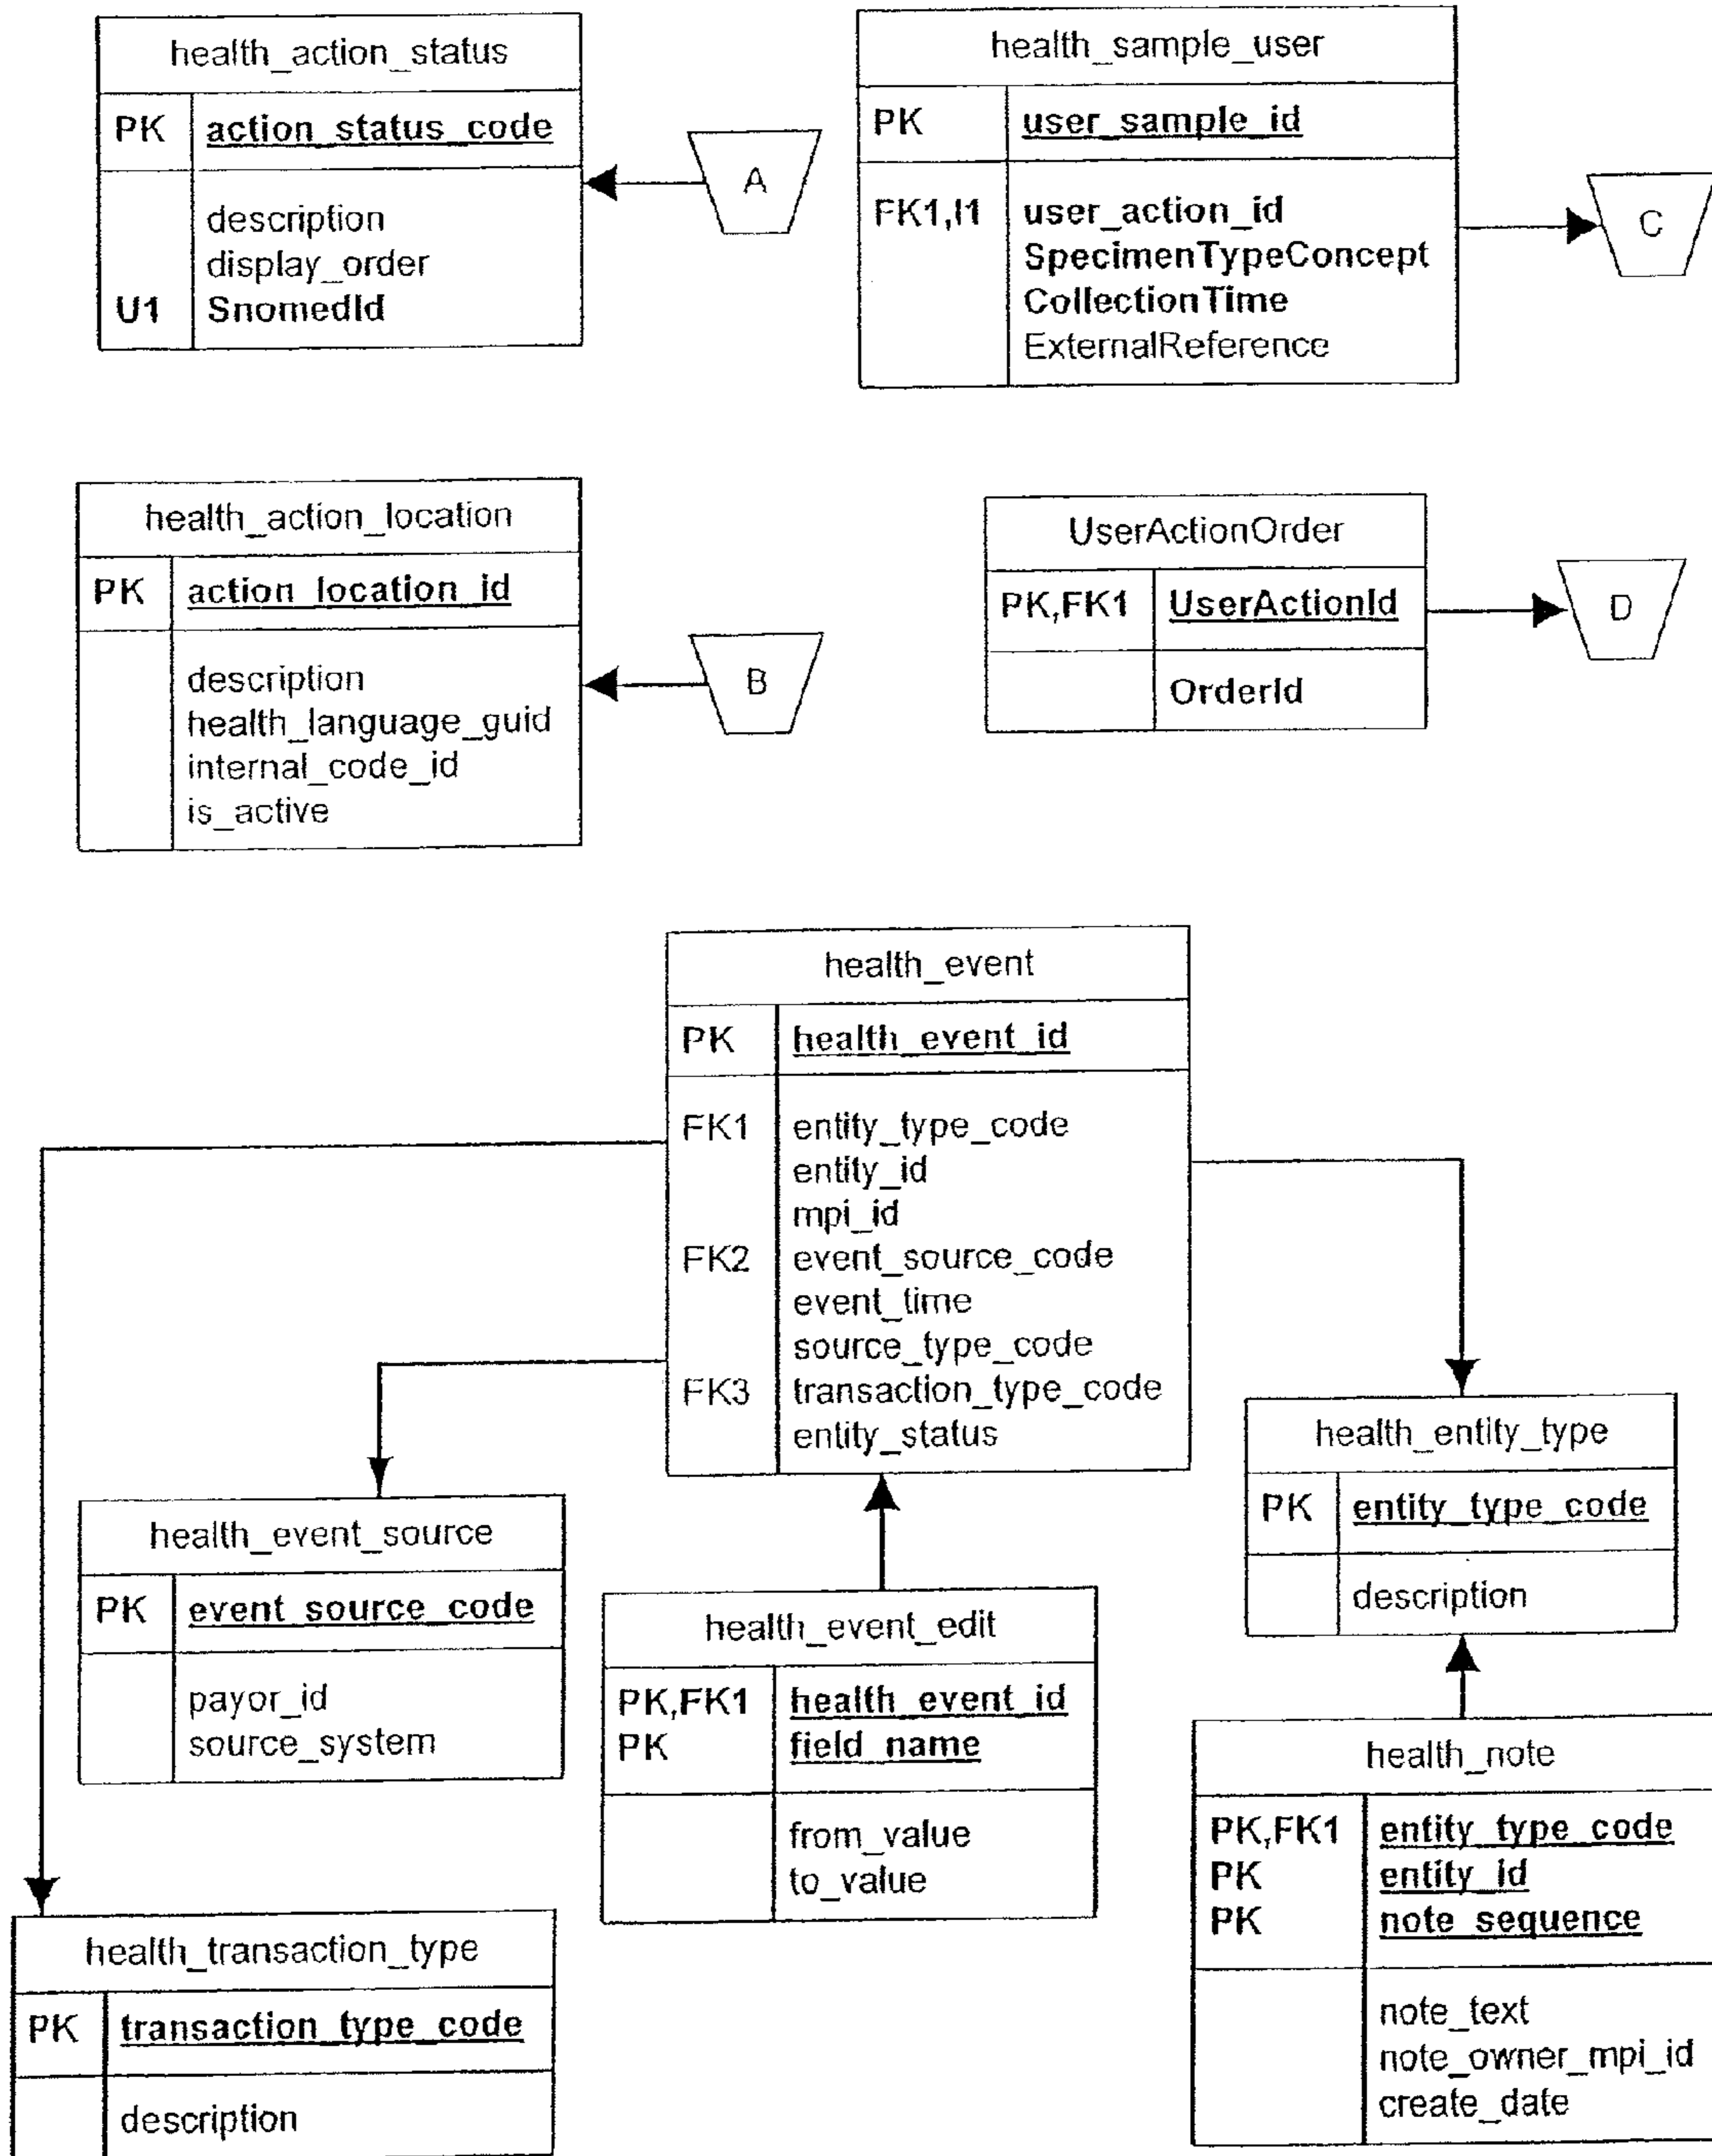 health_action_status
PK action_status_code
description
display_order
U1 SnomedId
A
health_sample_user
PK user_sample_id
FK1,I1 user_action_id
SpecimenTypeConcept
CollectionTime
ExternalReference
C
health_action_location
PK action_location_id
description
health_language_guid
internal_code_id
is_active
B
UserActionOrder
PK,FK1 UserActionId
OrderId
D
health_event
PK health_event_id
FK1 entity_type_code
entity_id
mpi_id
FK2 event_source_code
event_time
source_type_code
FK3 transaction_type_code
entity_status
health_event_source
PK event_source_code
payor_id
source_system
health_event_edit
PK,FK1 health_event_id
PK field_name
from_value
to_value
health_entity_type
PK entity_type_code
description
health_note
PK,FK1 entity_type_code
PK entity_id
PK note_sequence
note_text
note_owner_mpi_id
create_date
health_transaction_type
PK transaction_type_code
description